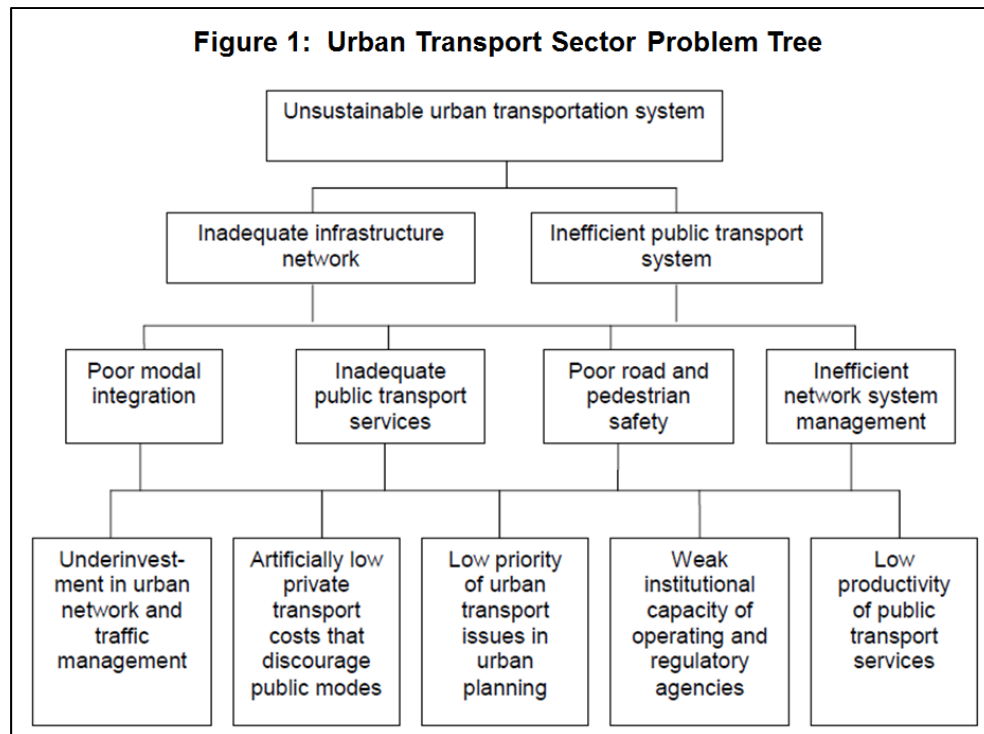 Figure 1: Urban Transport Sector Problem Tree
Unsustainable urban transportation system
Inadequate infrastructure
network
Inefficient public transport
system
Poor modal
integration
Inadequate
public transport
services
Poor road and
pedestrian
safety
Inefficient
network system
management
Underinvest-
ment in urban
network and
traffic
management
Artificially low
private
transport
costs that
discourage
public modes
Low priority
of urban
transport
issues in
urban
planning
Weak
institutional
capacity of
operating and
regulatory
agencies
Low
productivity
of public
transport
services